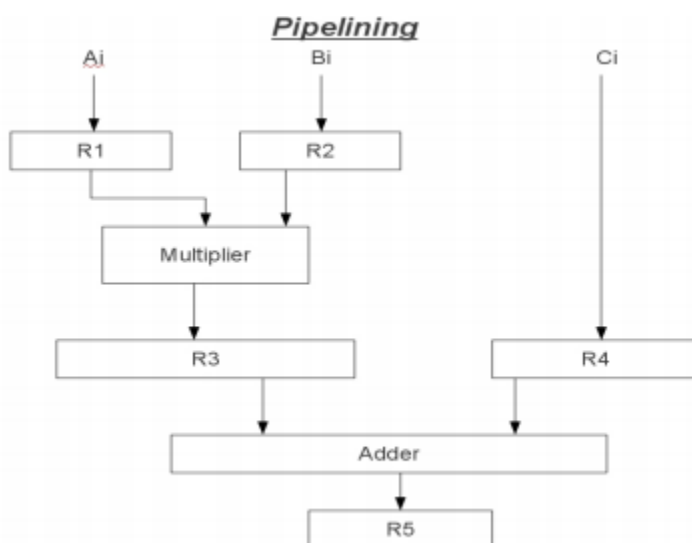 Pipelining
Ai Bi Ci
R1 R2
Multiplier
R3 R4
Adder
R5